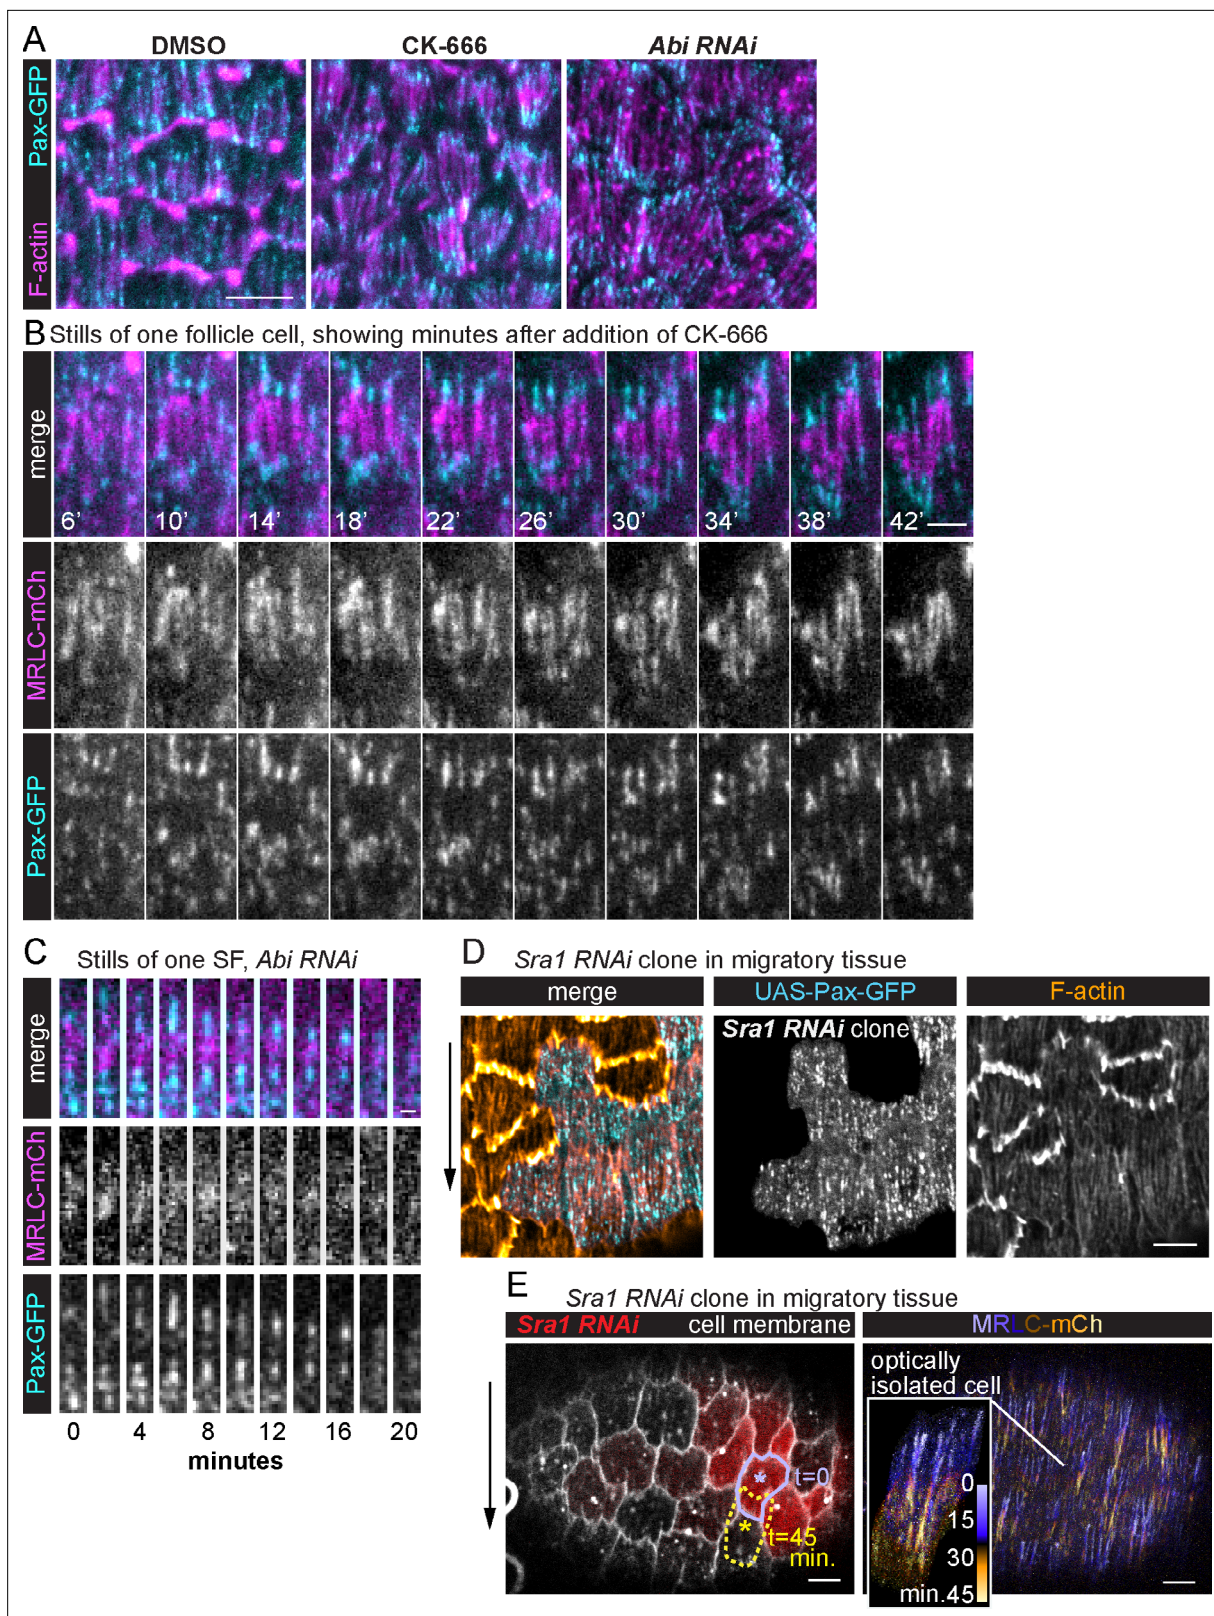 A
DMSO
CK-666
Abi RNAi
Pax-GFP
F-actin
B Stills of one follicle cell, showing minutes after addition of CK-666
merge
6’ 10’ 14’ 18’ 22’ 26’ 30’ 34’ 38’ 42’
MRLC-mCh
Pax-GFP
C Stills of one SF, Abi RNAi
merge
MRLC-mCh
Pax-GFP
0 4 8 12 16 20
minutes
D Sra1 RNAi clone in migratory tissue
merge
UAS-Pax-GFP
F-actin
Sra1 RNAi clone
E Sra1 RNAi clone in migratory tissue
Sra1 RNAi cell membrane
MRLC-mCh
optically
isolated cell
*
t=0
*
t=45
min.
0
15
30
min.45